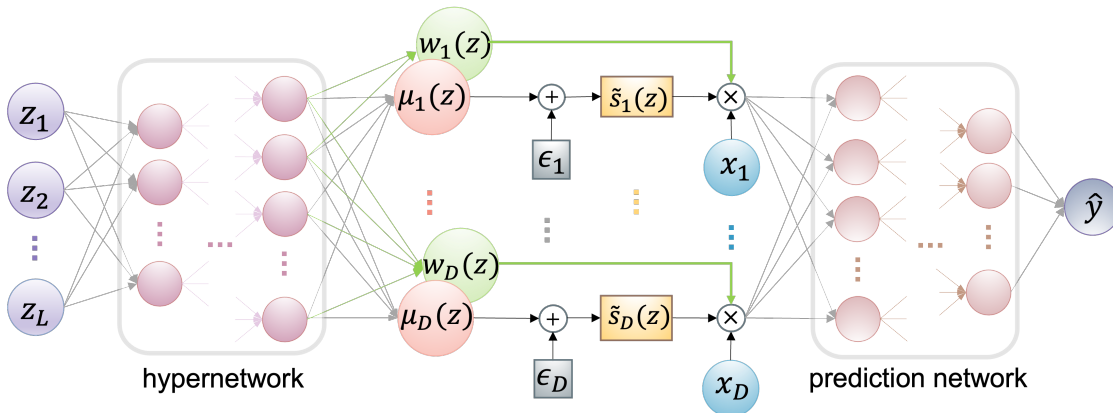 z₁
z₂
z_L
hypernetwork
w₁(z)
μ₁(z)
+
s̃₁(z)
×
ϵ₁
x₁
w_D(z)
μ_D(z)
+
s̃_D(z)
×
ϵ_D
x_D
prediction network
ŷ